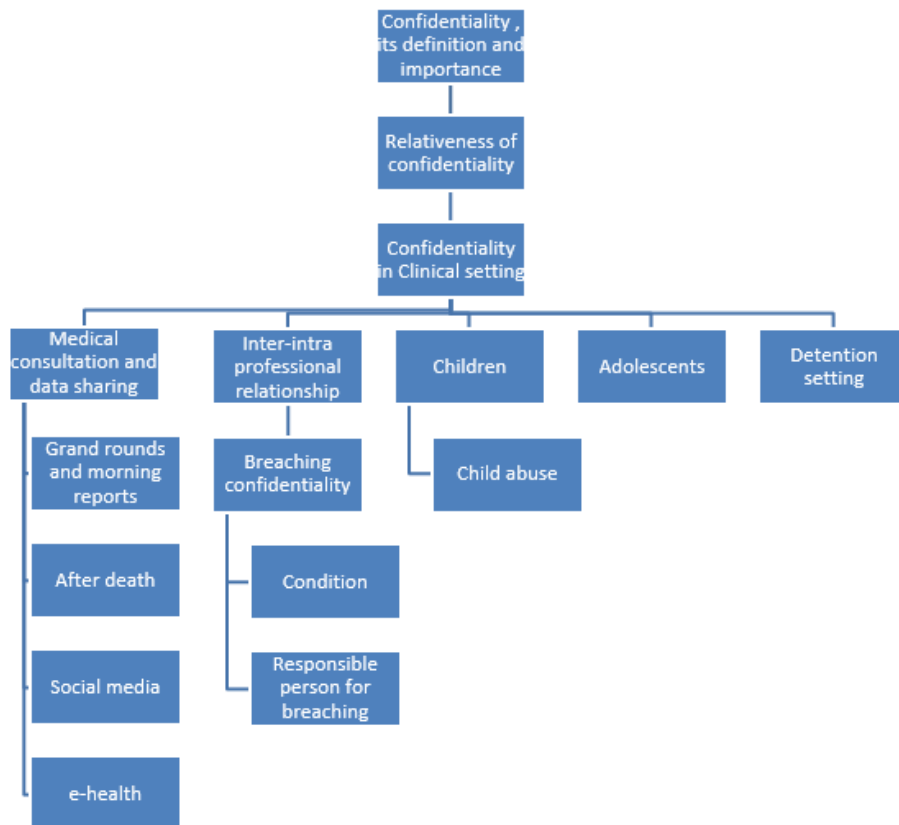 Confidentiality ,
its definition and
importance
Relativeness of
confidentiality
Confidentiality
in Clinical setting
Medical
consultation and
data sharing
Inter-intra
professional
relationship
Children
Adolescents
Detention
setting
Grand rounds
and morning
reports
Breaching
confidentiality
Child abuse
After death
Condition
Social media
Responsible
person for
breaching
e-health